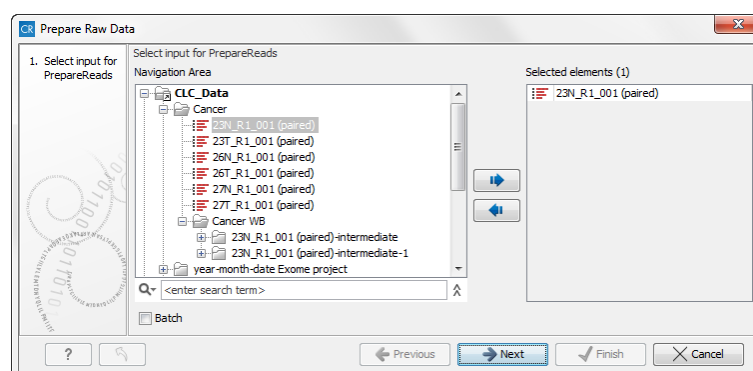 CR Prepare Raw Data
X
1. Select input for
PrepareReads
Select input for PrepareReads
Navigation Area
CLC_Data
Cancer
23N_R1_001 (paired)
23T_R1_001 (paired)
26N_R1_001 (paired)
26T_R1_001 (paired)
27N_R1_001 (paired)
27T_R1_001 (paired)
Cancer WB
23N_R1_001 (paired)-intermediate
23N_R1_001 (paired)-intermediate-1
year-month-date Exome project
<enter search term>
Batch
Selected elements (1)
23N_R1_001 (paired)
?
Previous
Next
Finish
Cancel